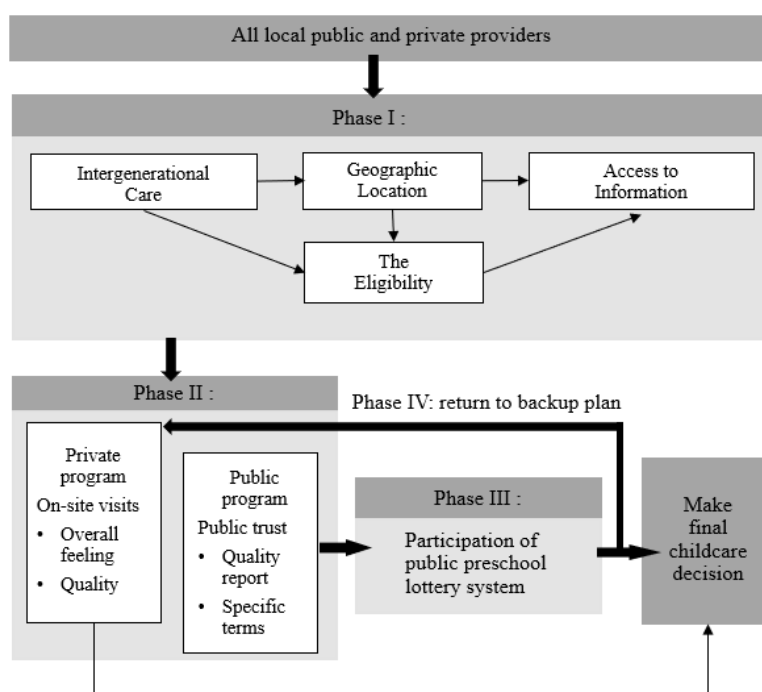 All local public and private providers
Phase I :
Intergenerational
Care
Geographic
Location
Access to
Information
The
Eligibility
Phase II :
Phase IV: return to backup plan
Private
program
On-site visits
• Overall
feeling
• Quality
Public
program
Public trust
• Quality
report
• Specific
terms
Phase III :
Participation of
public preschool
lottery system
Make
final
childcare
decision